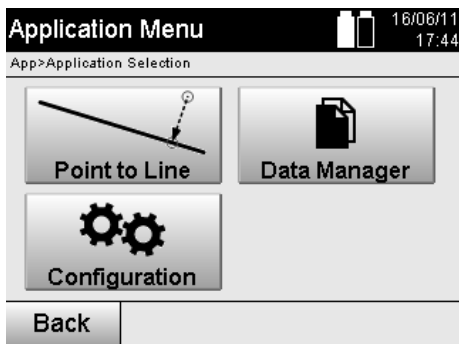 Application Menu
16/06/11
17:44
App>Application Selection
Point to Line
Data Manager
Configuration
Back